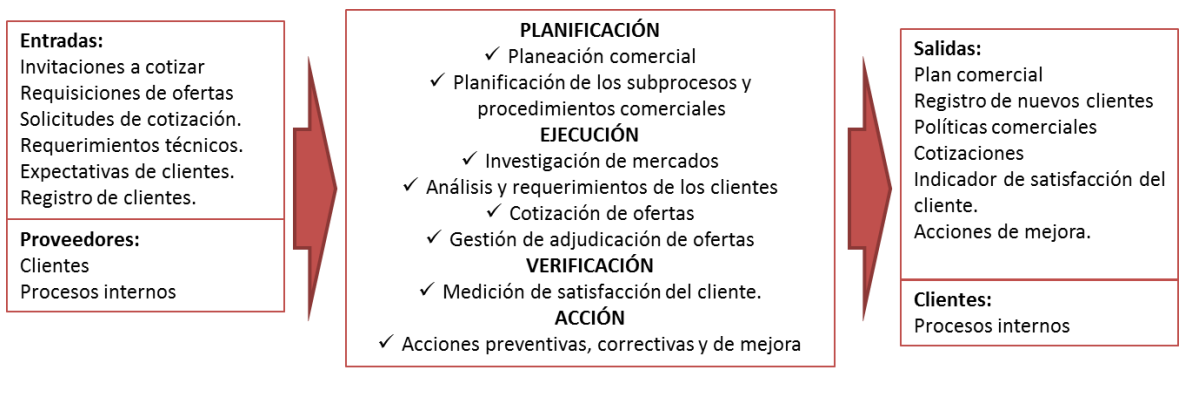 Entradas:
Invitaciones a cotizar
Requisiciones de ofertas
Solicitudes de cotización.
Requerimientos técnicos.
Expectativas de clientes.
Registro de clientes.
Proveedores:
Clientes
Procesos internos
PLANIFICACIÓN
✓ Planeación comercial
✓ Planificación de los subprocesos y
procedimientos comerciales
EJECUCIÓN
✓ Investigación de mercados
✓ Análisis y requerimientos de los clientes
✓ Cotización de ofertas
✓ Gestión de adjudicación de ofertas
VERIFICACIÓN
✓ Medición de satisfacción del cliente.
ACCIÓN
✓ Acciones preventivas, correctivas y de mejora
Salidas:
Plan comercial
Registro de nuevos clientes
Políticas comerciales
Cotizaciones
Indicador de satisfacción del
cliente.
Acciones de mejora.
Clientes:
Procesos internos